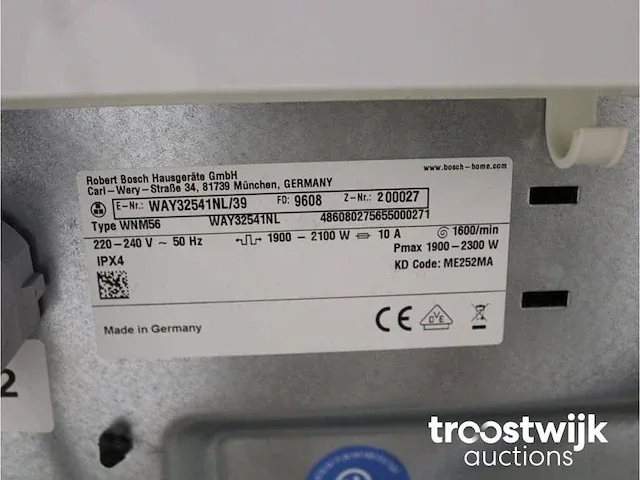 Robert Bosch Hausgeräte GmbH
Carl-Wery-Straße 34, 81739 München, GERMANY
www.bosch-home.com
E-Nr.: WAY32541NL/39 FD: 9608 Z-Nr.: 200027
Type WNM56 WAY32541NL 486080275655000271
220-240 V ~ 50 Hz 1900 - 2100 W 10 A 1600/min
IPX4 Pmax 1900-2300 W
KD Code: ME252MA
Made in Germany CE DVE
2
troostwijk
auctions